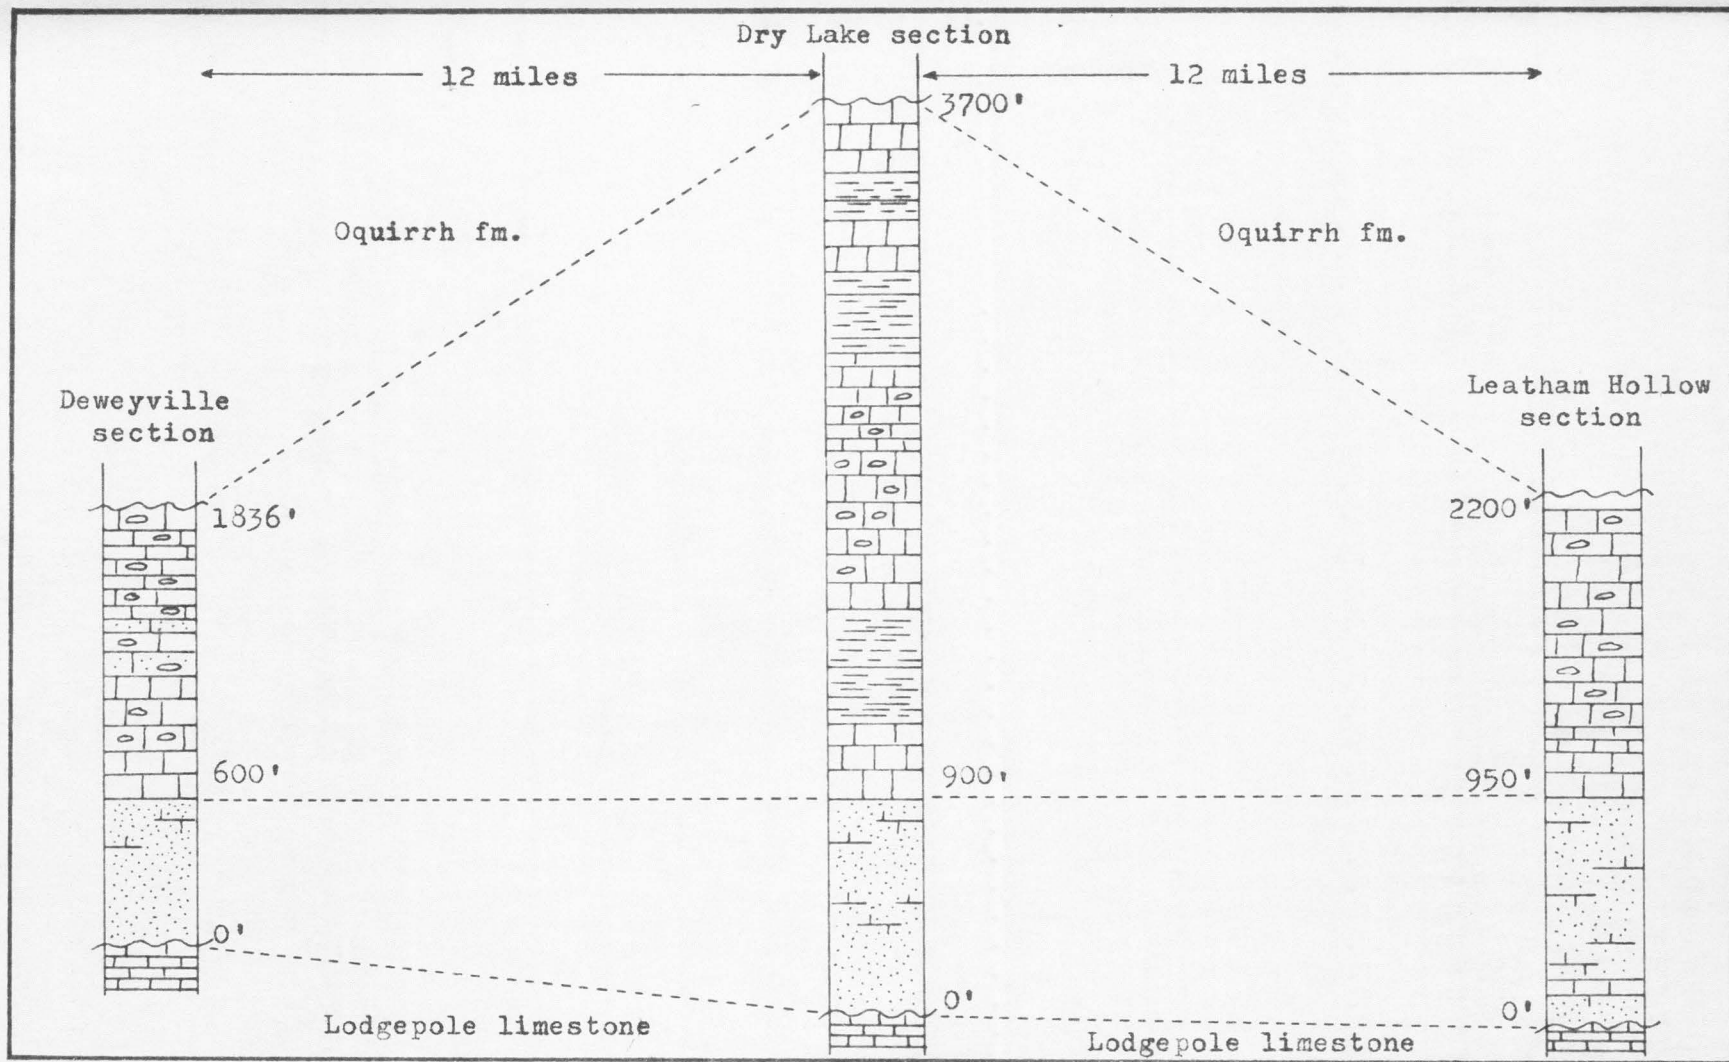 Dry Lake section
12 miles
12 miles
3700'
Oquirrh fm.
Oquirrh fm.
Deweyville
section
Leatham Hollow
section
1836'
2200'
600'
900'
950'
0'
0'
0'
Lodgepole limestone
Lodgepole limestone